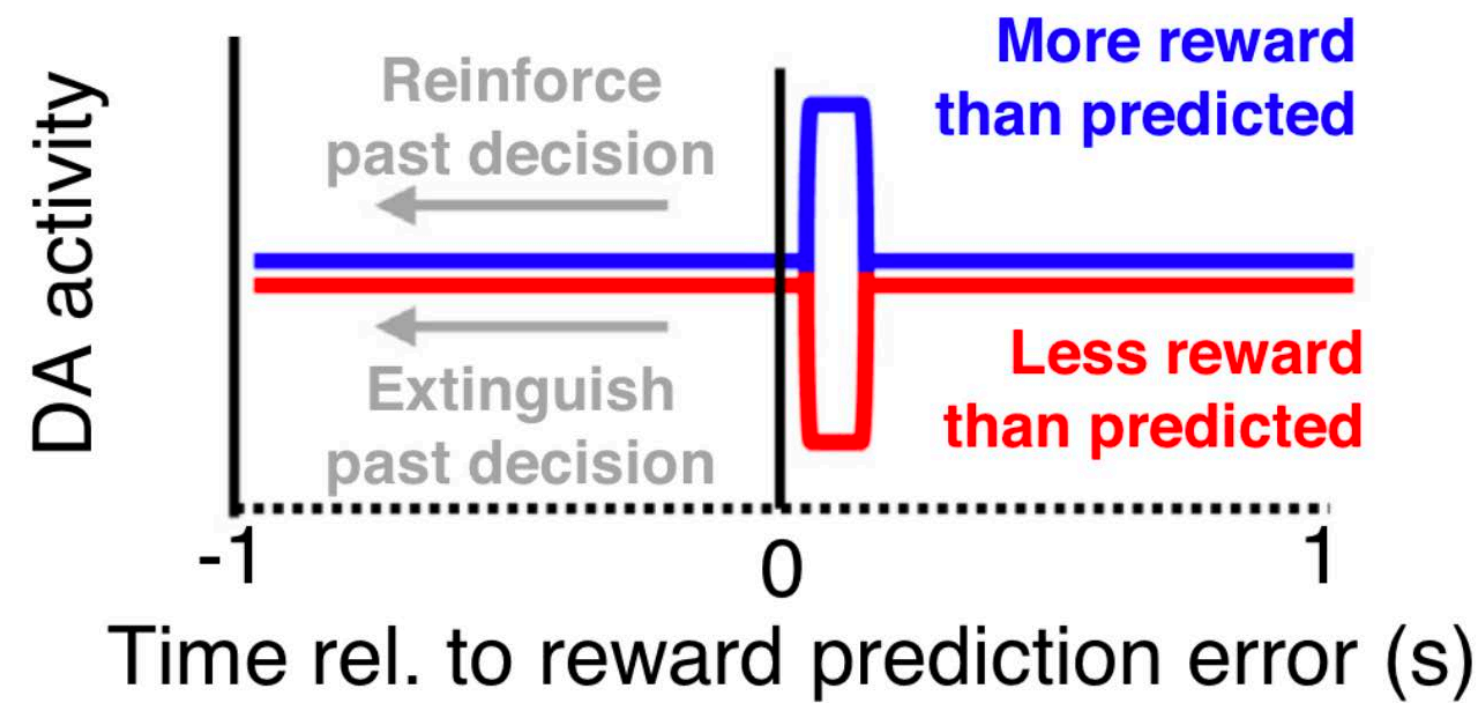 DA activity
Reinforce
past decision
More reward
than predicted
Extinguish
past decision
Less reward
than predicted
-1
0
1
Time rel. to reward prediction error (s)